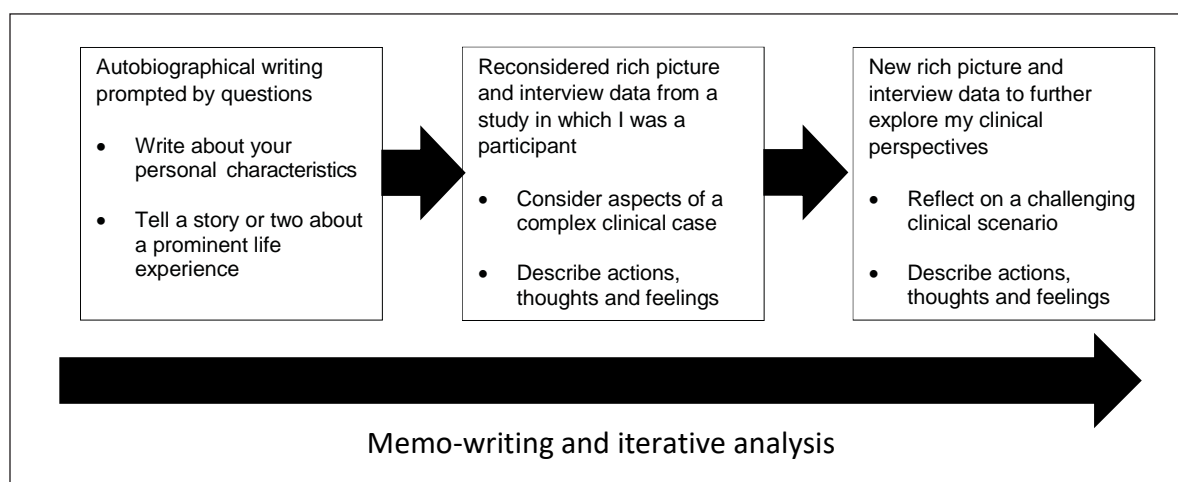 Autobiographical writing
prompted by questions
• Write about your
personal characteristics
• Tell a story or two about
a prominent life
experience
Reconsidered rich picture
and interview data from a
study in which I was a
participant
• Consider aspects of a
complex clinical case
• Describe actions,
thoughts and feelings
New rich picture and
interview data to further
explore my clinical
perspectives
• Reflect on a challenging
clinical scenario
• Describe actions,
thoughts and feelings
Memo-writing and iterative analysis